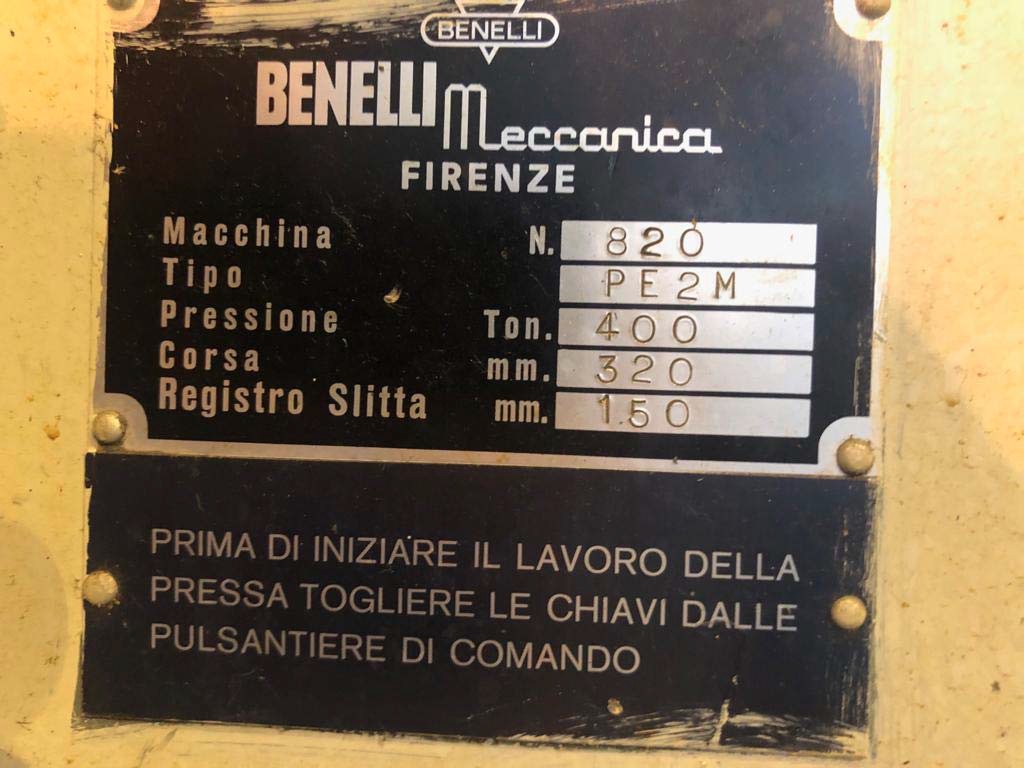 BENELLI
BENELLI Meccanica
FIRENZE
Macchina N. 820
Tipo PE2M
Pressione Ton. 400
Corsa mm. 320
Registro Slitta mm. 150
PRIMA DI INIZIARE IL LAVORO DELLA
PRESSA TOGLIERE LE CHIAVI DALLE
PULSANTIERE DI COMANDO